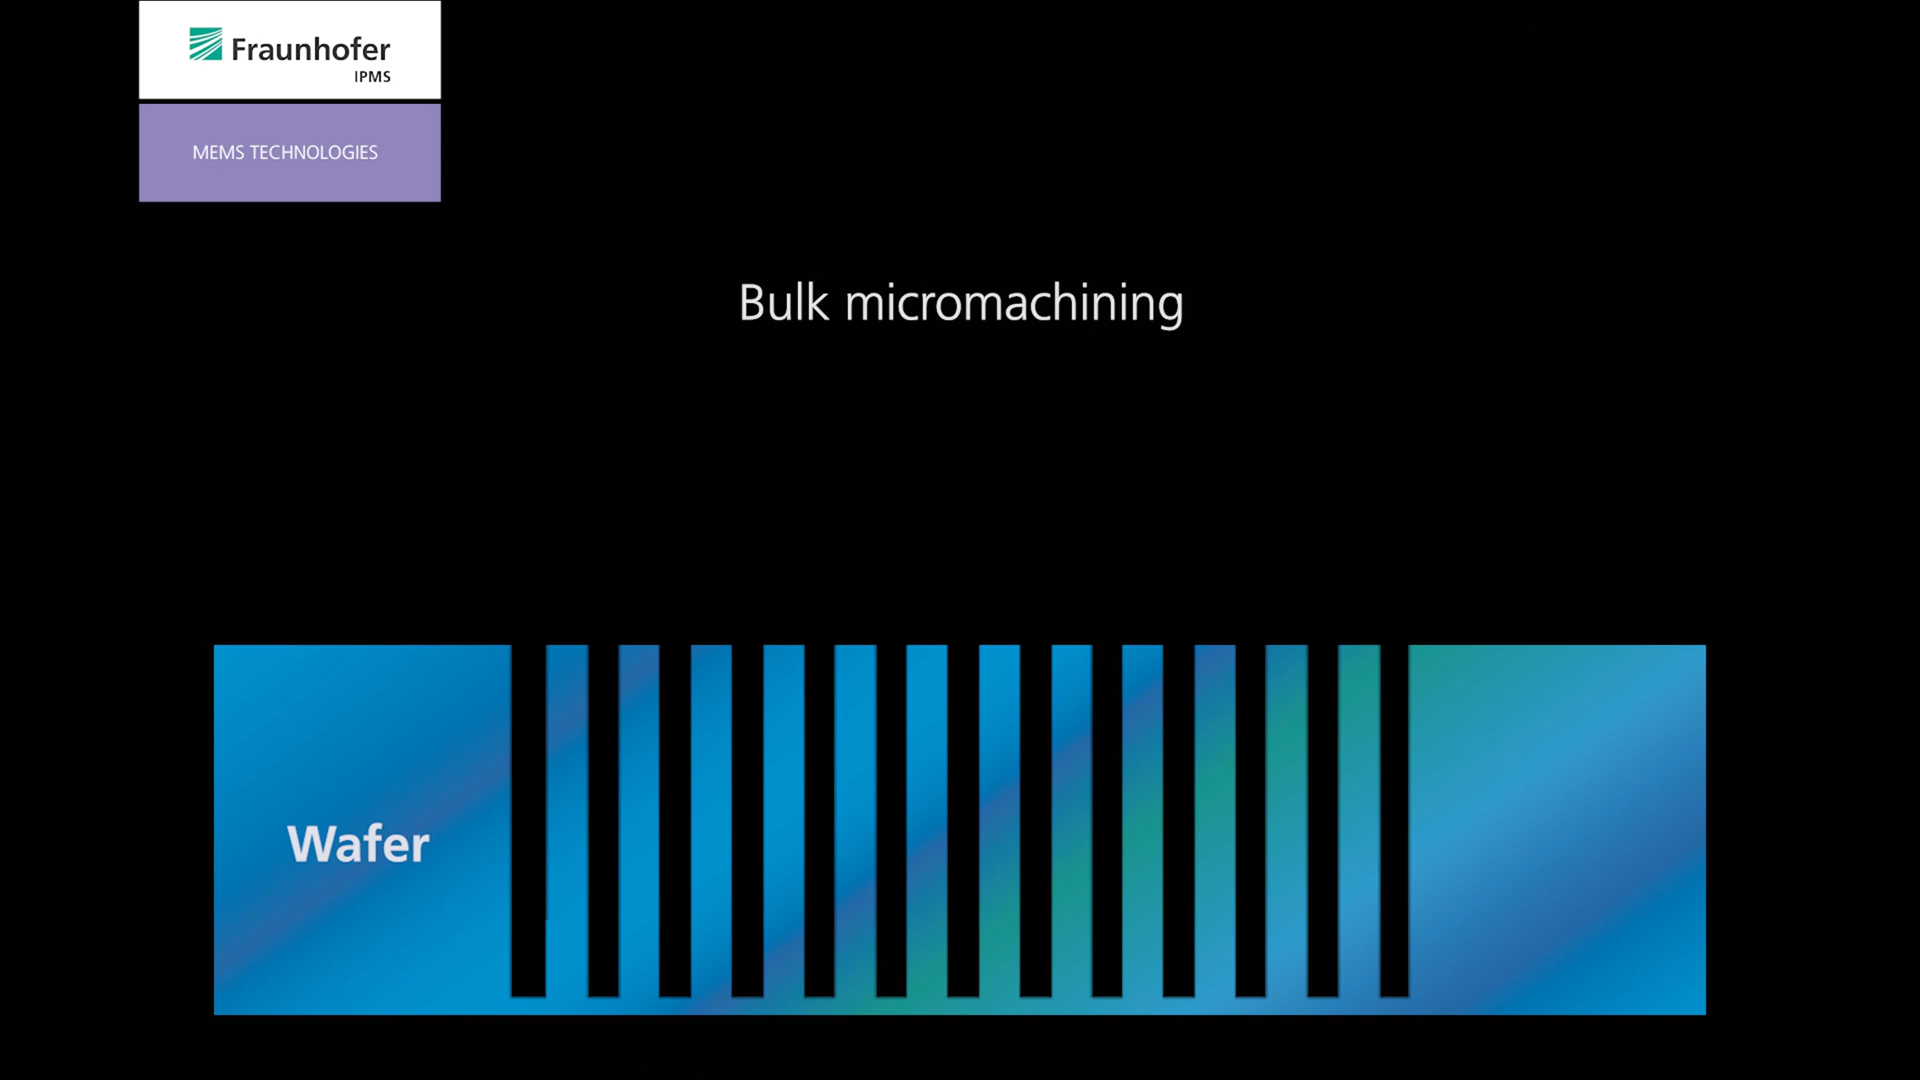 Fraunhofer
IPMS
MEMS TECHNOLOGIES
Bulk micromachining
Wafer